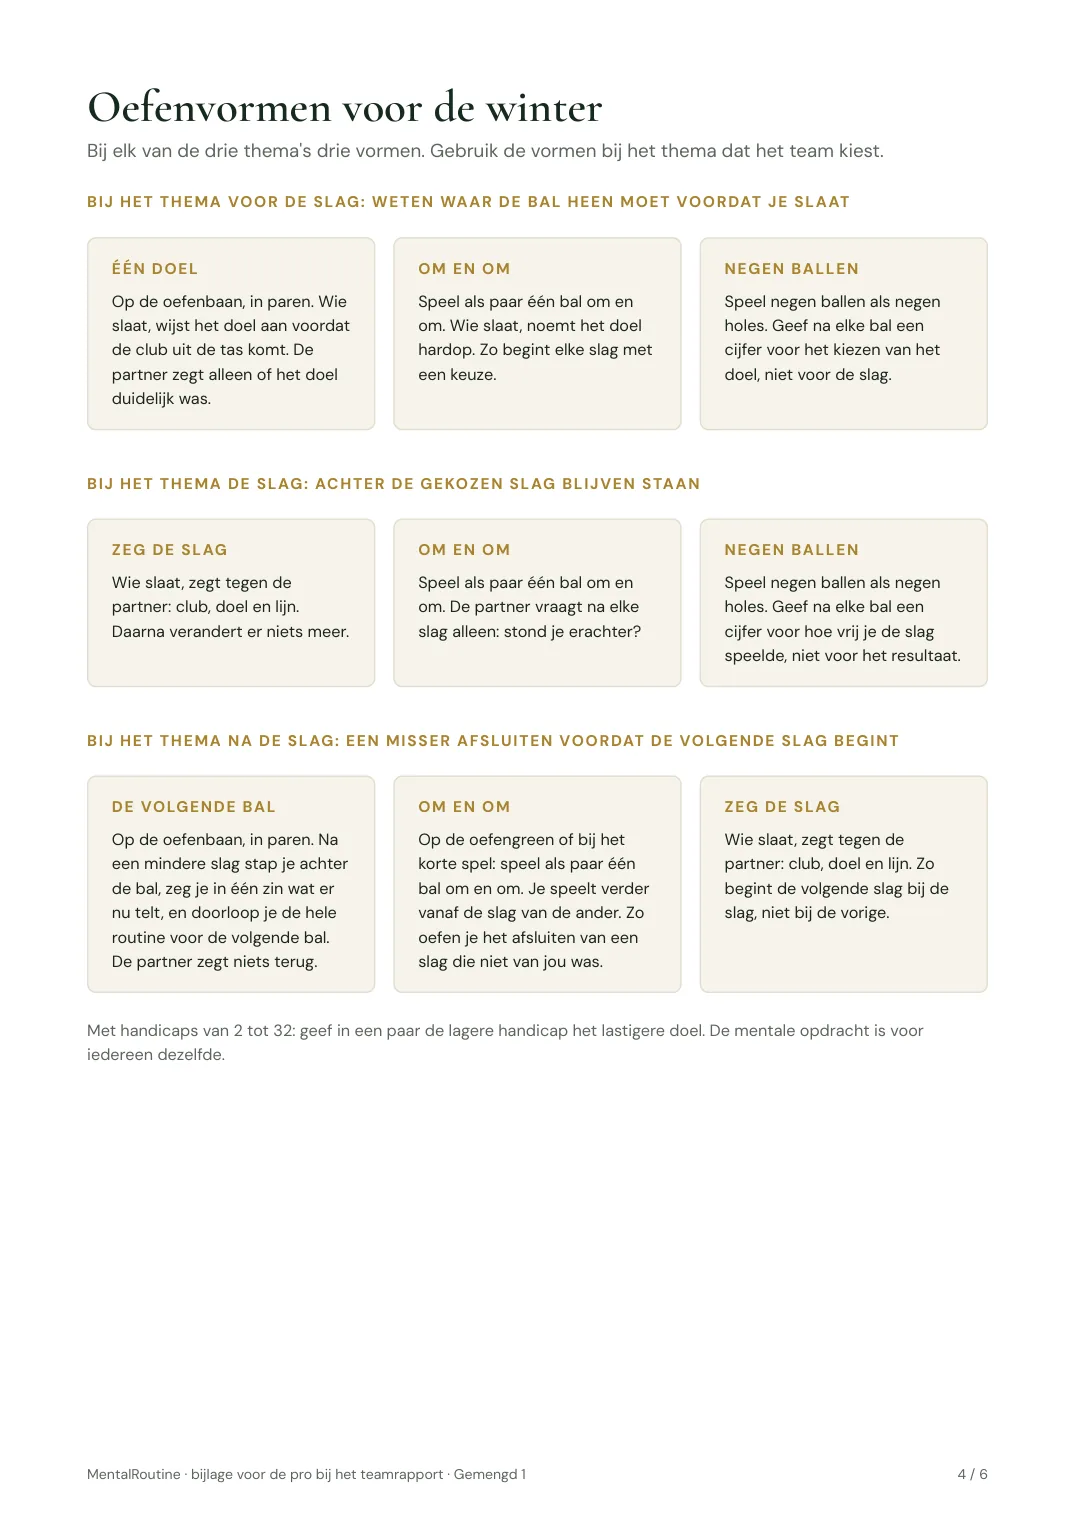 Oefenvormen voor de winter
Bij elk van de drie thema's drie vormen. Gebruik de vormen bij het thema dat het team kiest.
BIJ HET THEMA VOOR DE SLAG: WETEN WAAR DE BAL HEEN MOET VOORDAT JE SLAAT
ÉÉN DOEL
Op de oefenbaan, in paren. Wie
slaat, wijst het doel aan voordat
de club uit de tas komt. De
partner zegt alleen of het doel
duidelijk was.
OM EN OM
Speel als paar één bal om en
om. Wie slaat, noemt het doel
hardop. Zo begint elke slag met
een keuze.
NEGEN BALLEN
Speel negen ballen als negen
holes. Geef na elke bal een
cijfer voor het kiezen van het
doel, niet voor de slag.
BIJ HET THEMA DE SLAG: ACHTER DE GEKOZEN SLAG BLIJVEN STAAN
ZEG DE SLAG
Wie slaat, zegt tegen de
partner: club, doel en lijn.
Daarna verandert er niets meer.
OM EN OM
Speel als paar één bal om en
om. De partner vraagt na elke
slag alleen: stond je erachter?
NEGEN BALLEN
Speel negen ballen als negen
holes. Geef na elke bal een
cijfer voor hoe vrij je de slag
speelde, niet voor het resultaat.
BIJ HET THEMA NA DE SLAG: EEN MISSER AFSLUITEN VOORDAT DE VOLGENDE SLAG BEGINT
DE VOLGENDE BAL
Op de oefenbaan, in paren. Na
een mindere slag stap je achter
de bal, zeg je in één zin wat er
nu telt, en doorloop je de hele
routine voor de volgende bal.
De partner zegt niets terug.
OM EN OM
Op de oefengreen of bij het
korte spel: speel als paar één
bal om en om. Je speelt verder
vanaf de slag van de ander. Zo
oefen je het afsluiten van een
slag die niet van jou was.
ZEG DE SLAG
Wie slaat, zegt tegen de
partner: club, doel en lijn. Zo
begint de volgende slag bij de
slag, niet bij de vorige.
Met handicaps van 2 tot 32: geef in een paar de lagere handicap het lastigere doel. De mentale opdracht is voor
iedereen dezelfde.
MentalRoutine · bijlage voor de pro bij het teamrapport · Gemengd 1
4 / 6